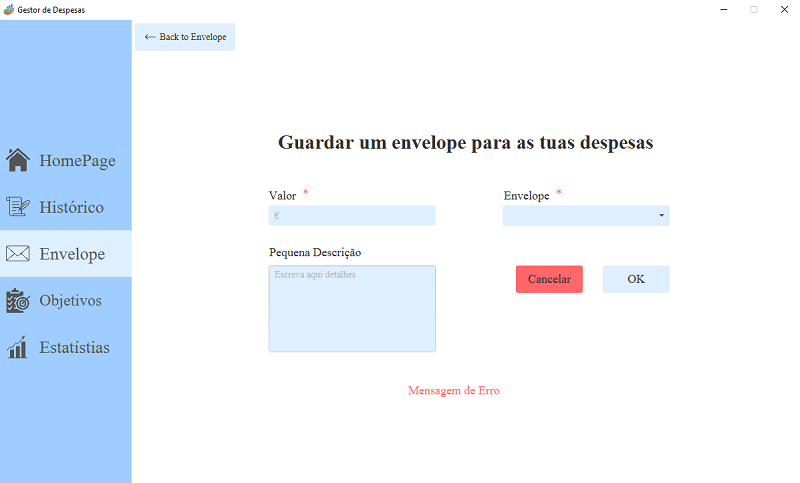 Gestor de Despesas
← Back to Envelope
HomePage
Histórico
Envelope
Objetivos
Estatístias
Guardar um envelope para as tuas despesas
Valor *
€
Envelope *
Pequena Descrição
Escreva aqui detalhes
Cancelar
OK
Mensagem de Erro